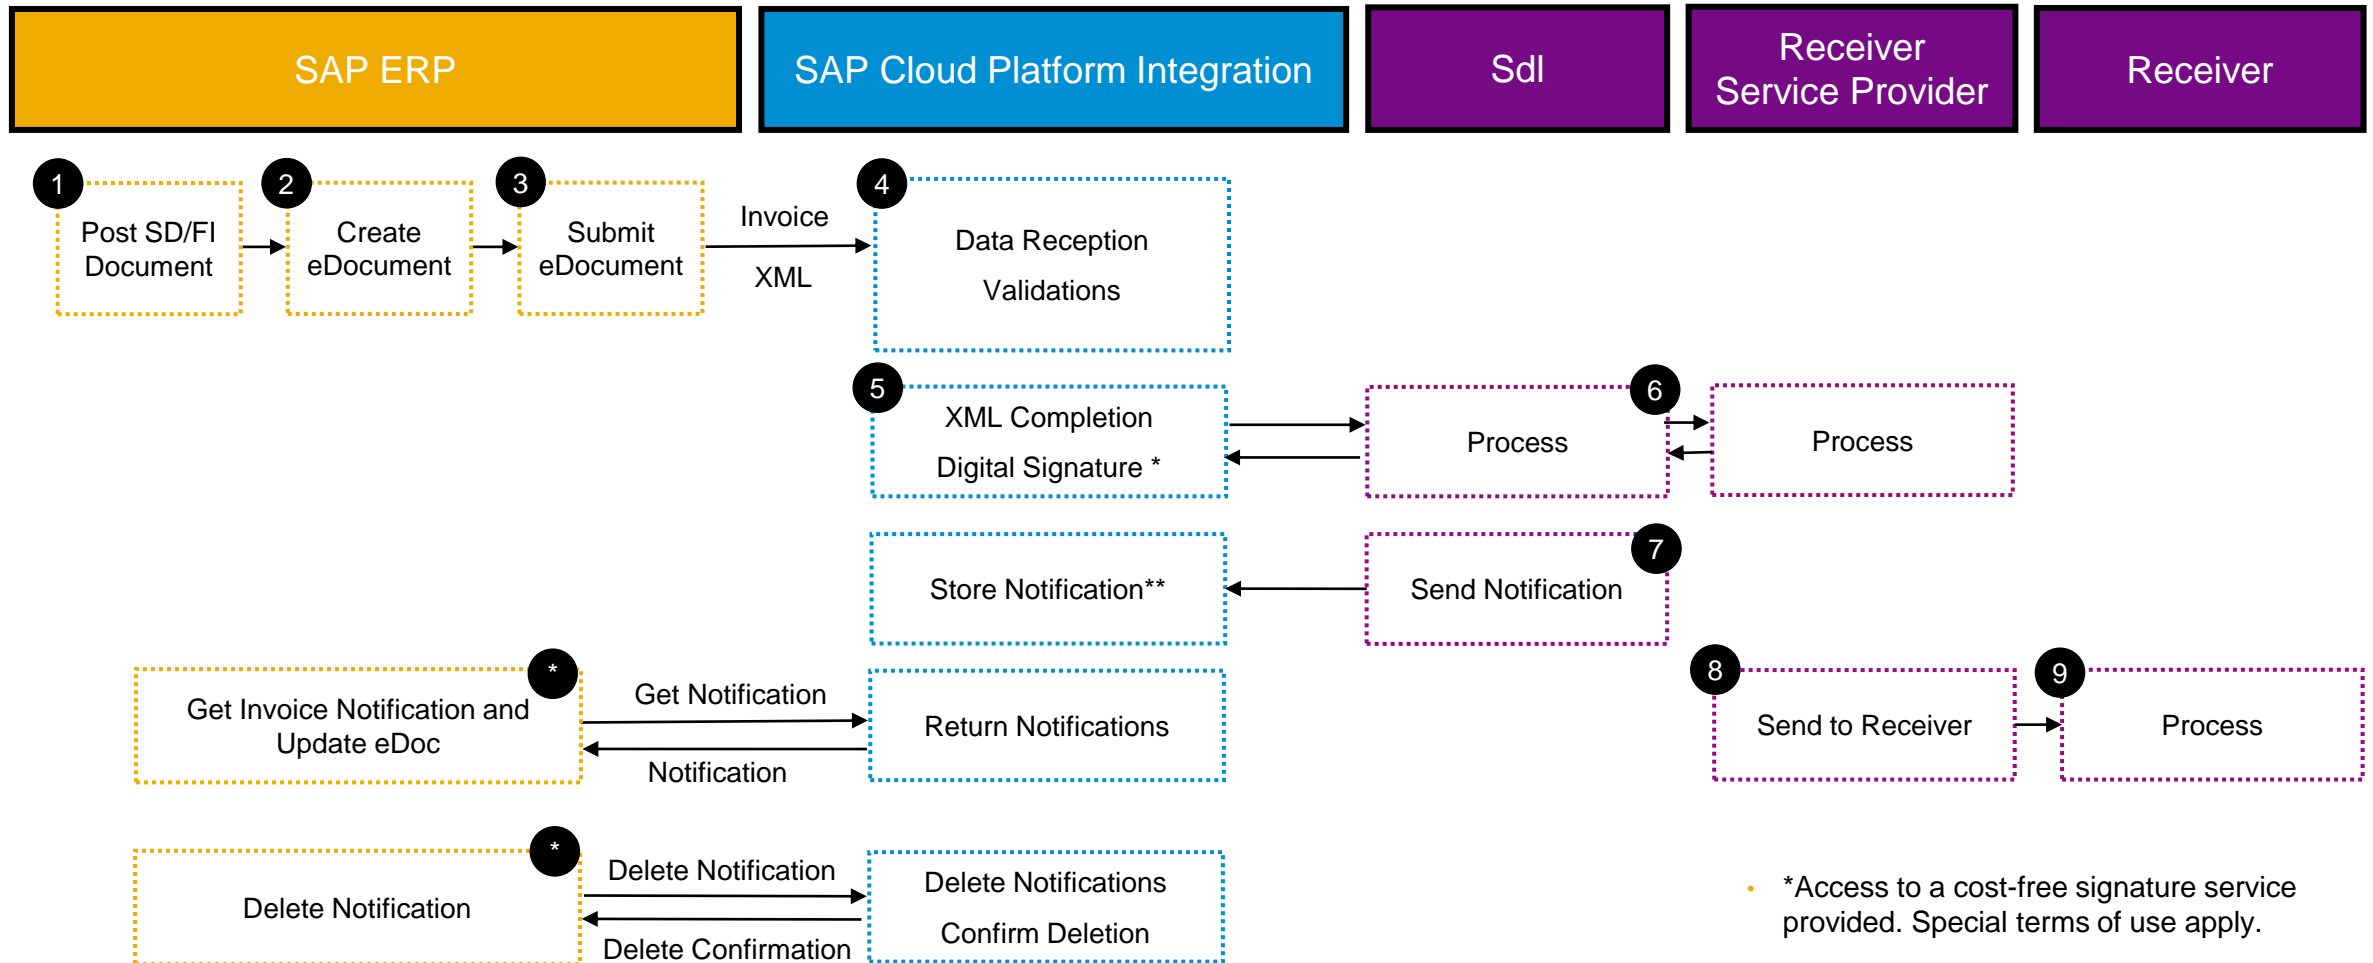 SAP ERP
SAP Cloud Platform Integration
SdI
Receiver
Service Provider
Receiver
1
Post SD/FI
Document
2
Create
eDocument
3
Submit
eDocument
Invoice
XML
4
Data Reception
Validations
5
XML Completion
Digital Signature *
Process
6
Process
Store Notification**
7
Send Notification
*
Get Invoice Notification and
Update eDoc
Get Notification
Notification
Return Notifications
8
Send to Receiver
9
Process
*
Delete Notification
Delete Notification
Delete Confirmation
Delete Notifications
Confirm Deletion
• *Access to a cost-free signature service
provided. Special terms of use apply.